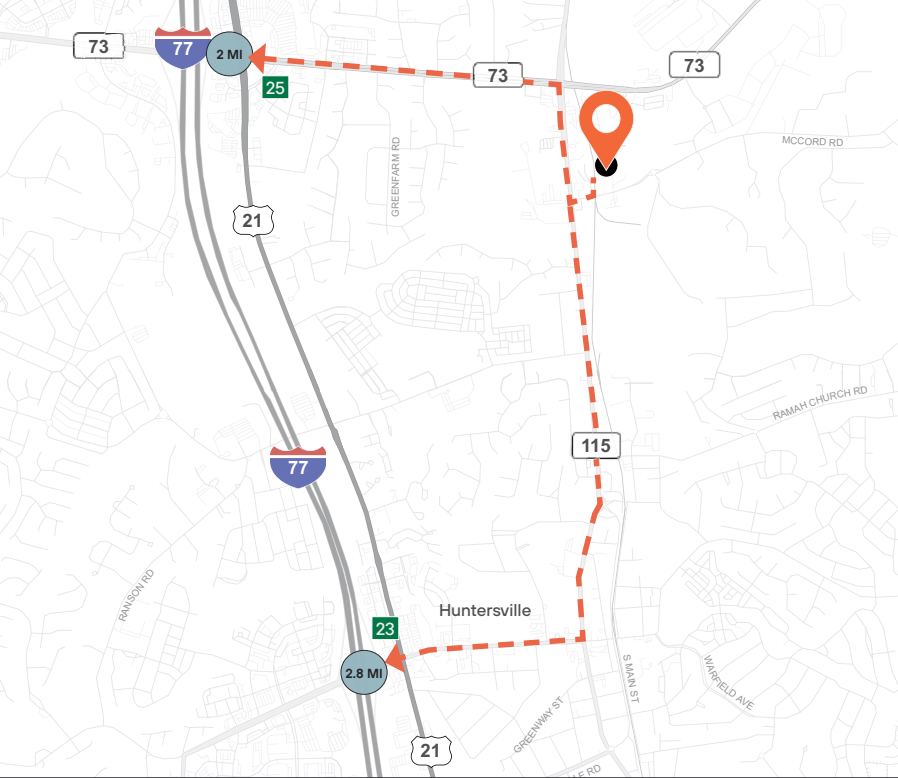 73
77
2 MI
25
73
73
MCCORD RD
GREENFARM RD
21
RAMAH CHURCH RD
115
77
RANSON RD
Huntersville
23
2.8 MI
S MAIN ST
WARFIELD AVE
GREENWAY ST
21
RD